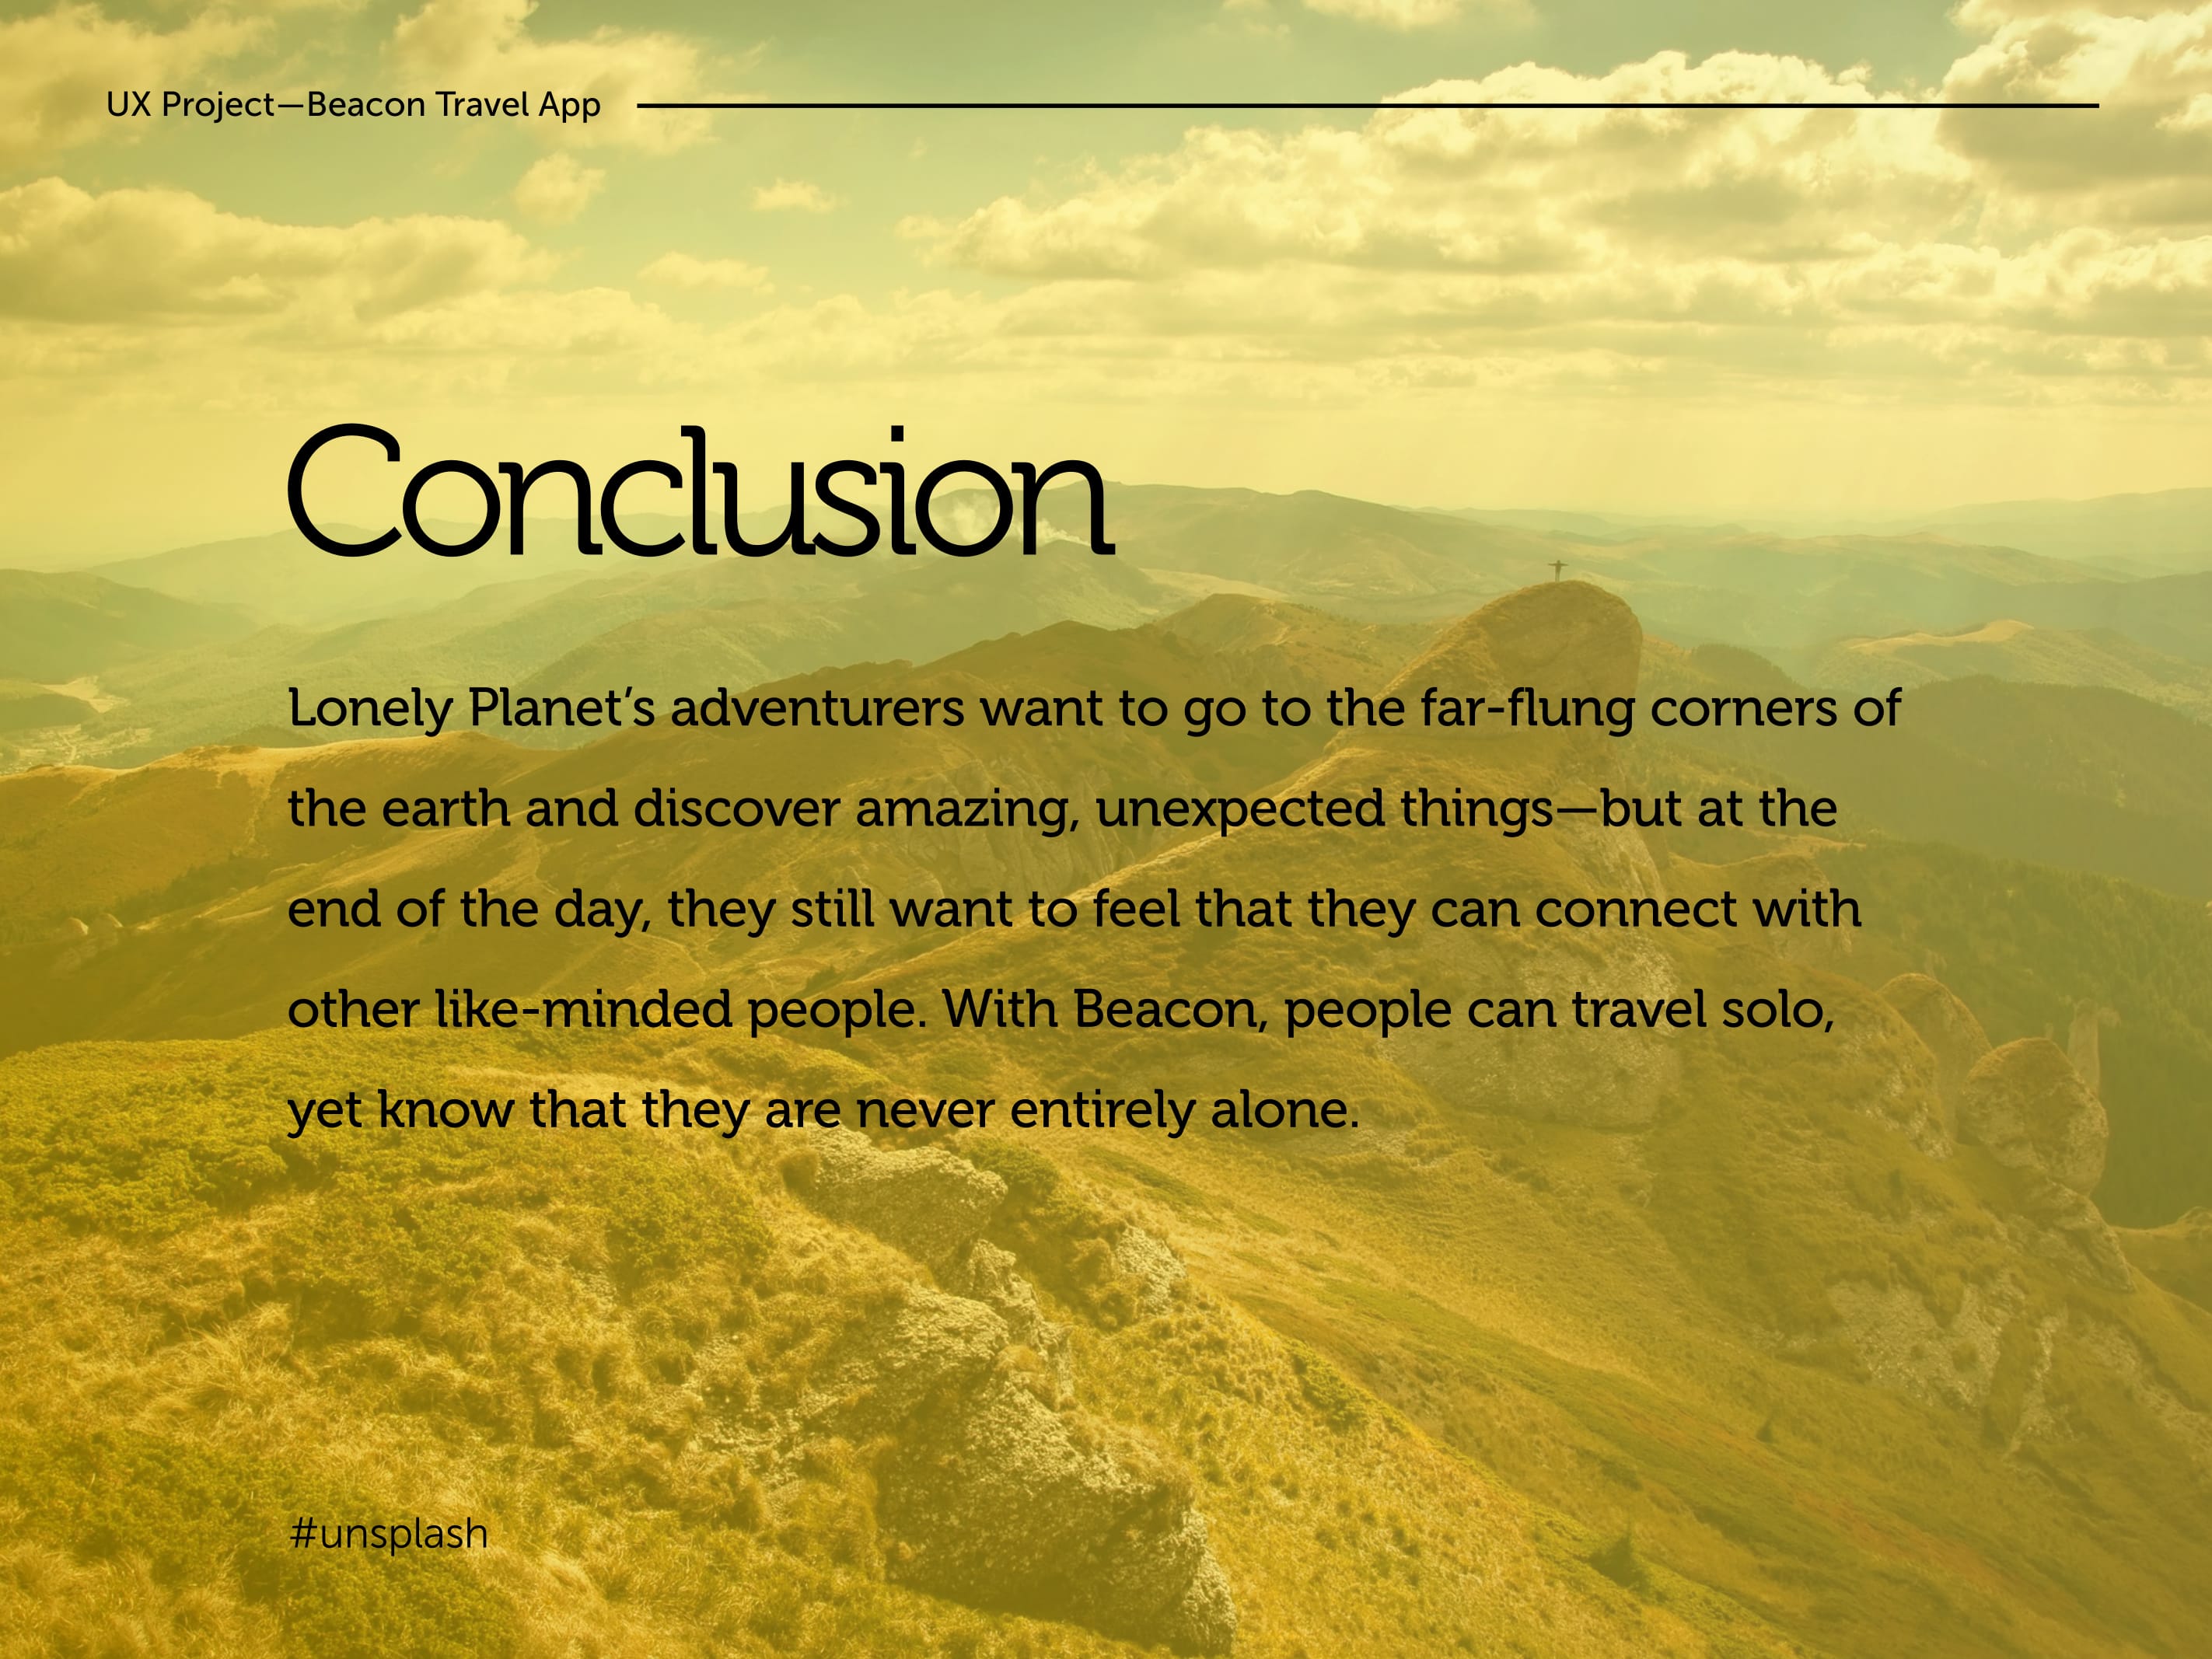 UX Project—Beacon Travel App
Conclusion
Lonely Planet’s adventurers want to go to the far-flung corners of
the earth and discover amazing, unexpected things—but at the
end of the day, they still want to feel that they can connect with
other like-minded people. With Beacon, people can travel solo,
yet know that they are never entirely alone.
#unsplash